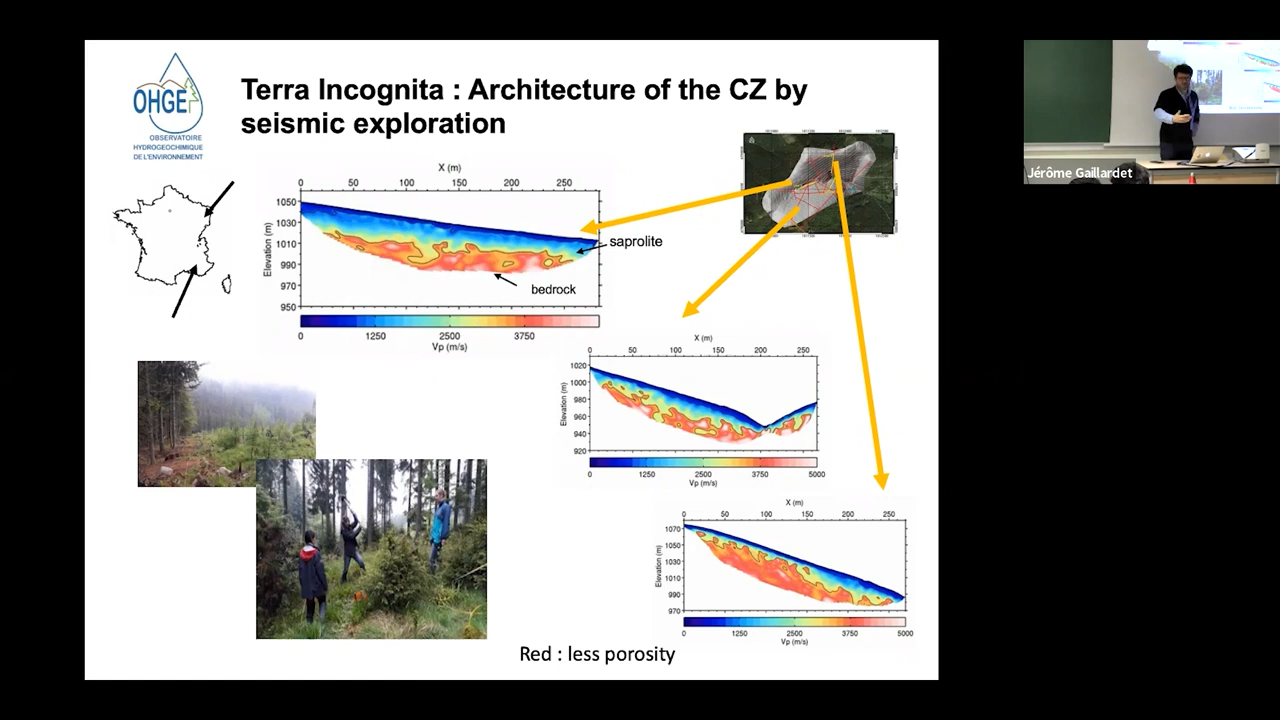 Terra Incognita : Architecture of the CZ by
seismic exploration
OHGE
OBSERVATOIRE
HYDROGEOCHIMIQUE
DE L'ENVIRONNEMENT
Jérôme Gaillardet
X (m)
0 50 100 150 200 250
Elevation (m)
1050
1030
1010
990
970
950
saprolite
bedrock
0 1250 2500 3750
Vp (m/s)
X (m)
0 50 100 150 200 250
Elevation (m)
1020
1000
980
960
940
920
0 1250 2500 3750 5000
Vp (m/s)
X (m)
0 50 100 150 200 250
Elevation (m)
1070
1050
1030
1010
990
970
0 1250 2500 3750 5000
Vp (m/s)
Red : less porosity